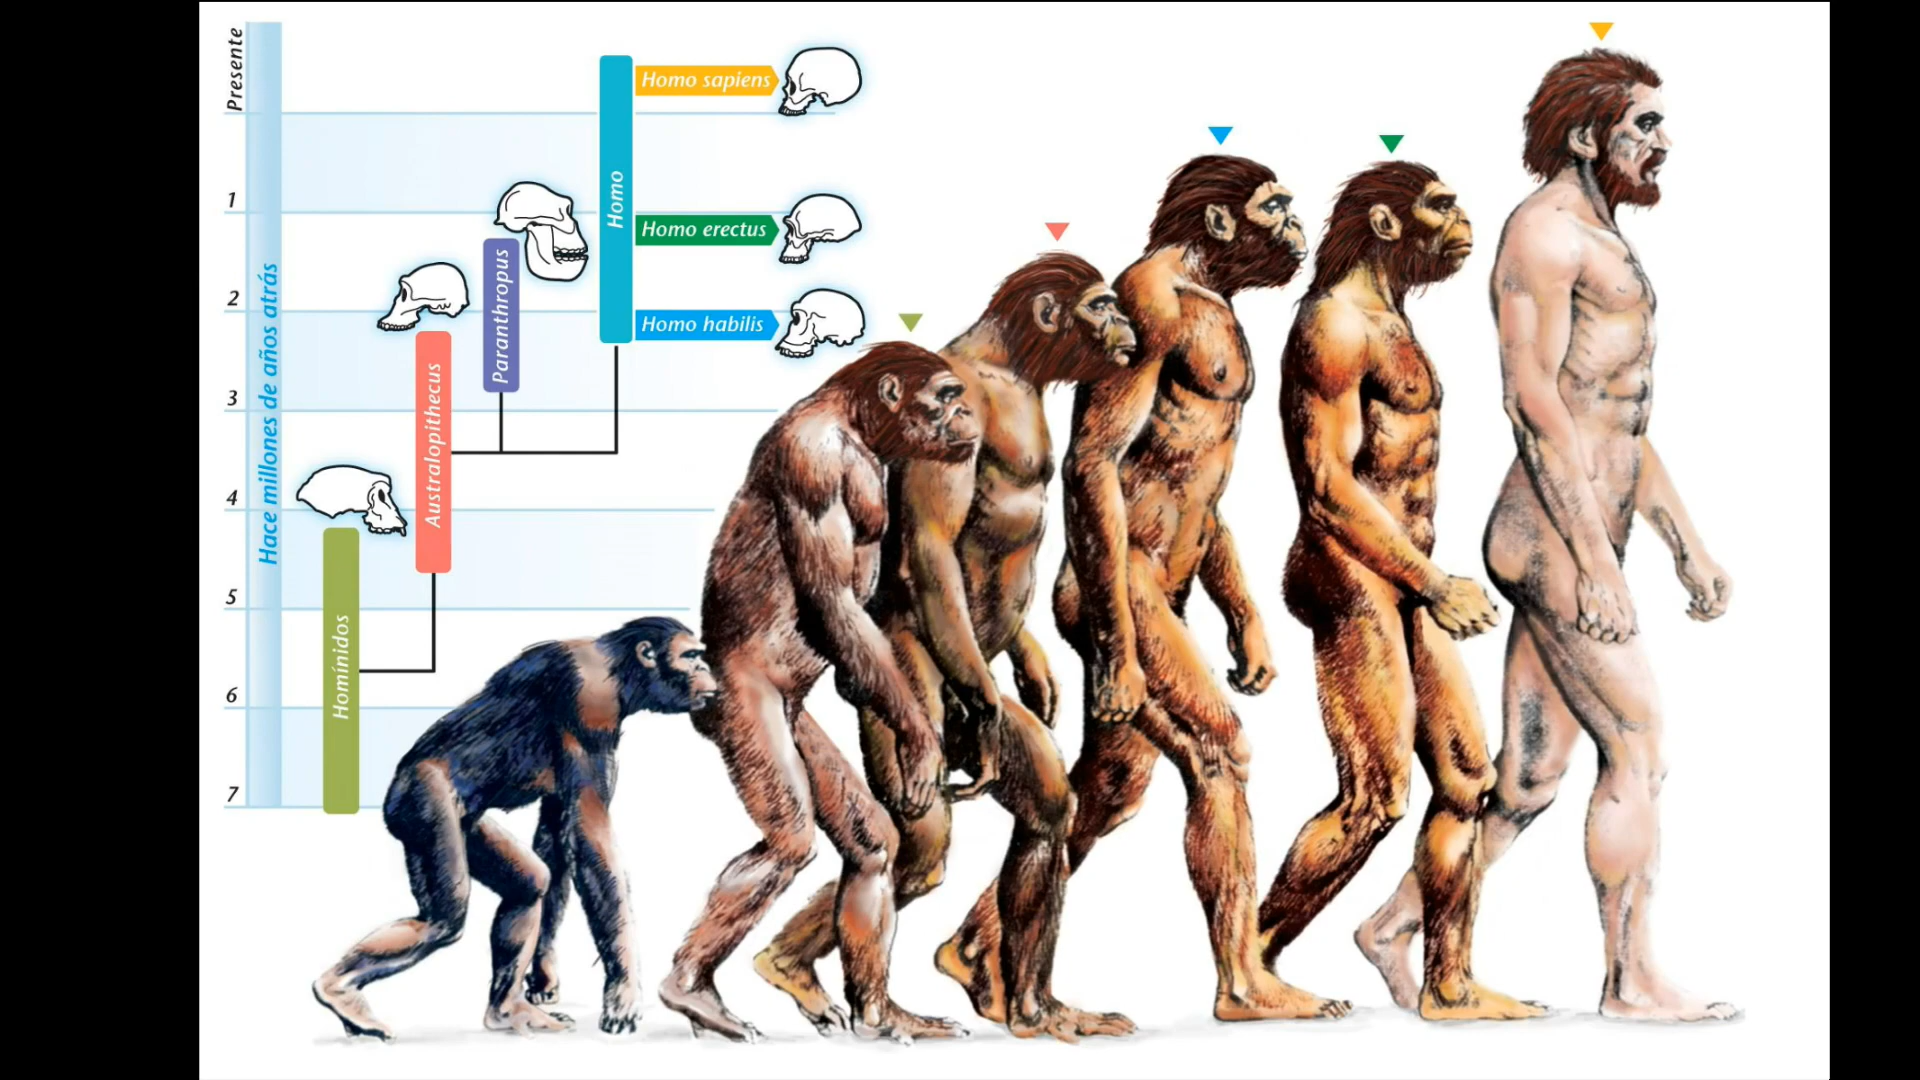 Presente
1
2
3
4
5
6
7
Hace millones de años atrás
Homínidos
Australopithecus
Paranthropus
Homo
Homo sapiens
Homo erectus
Homo habilis